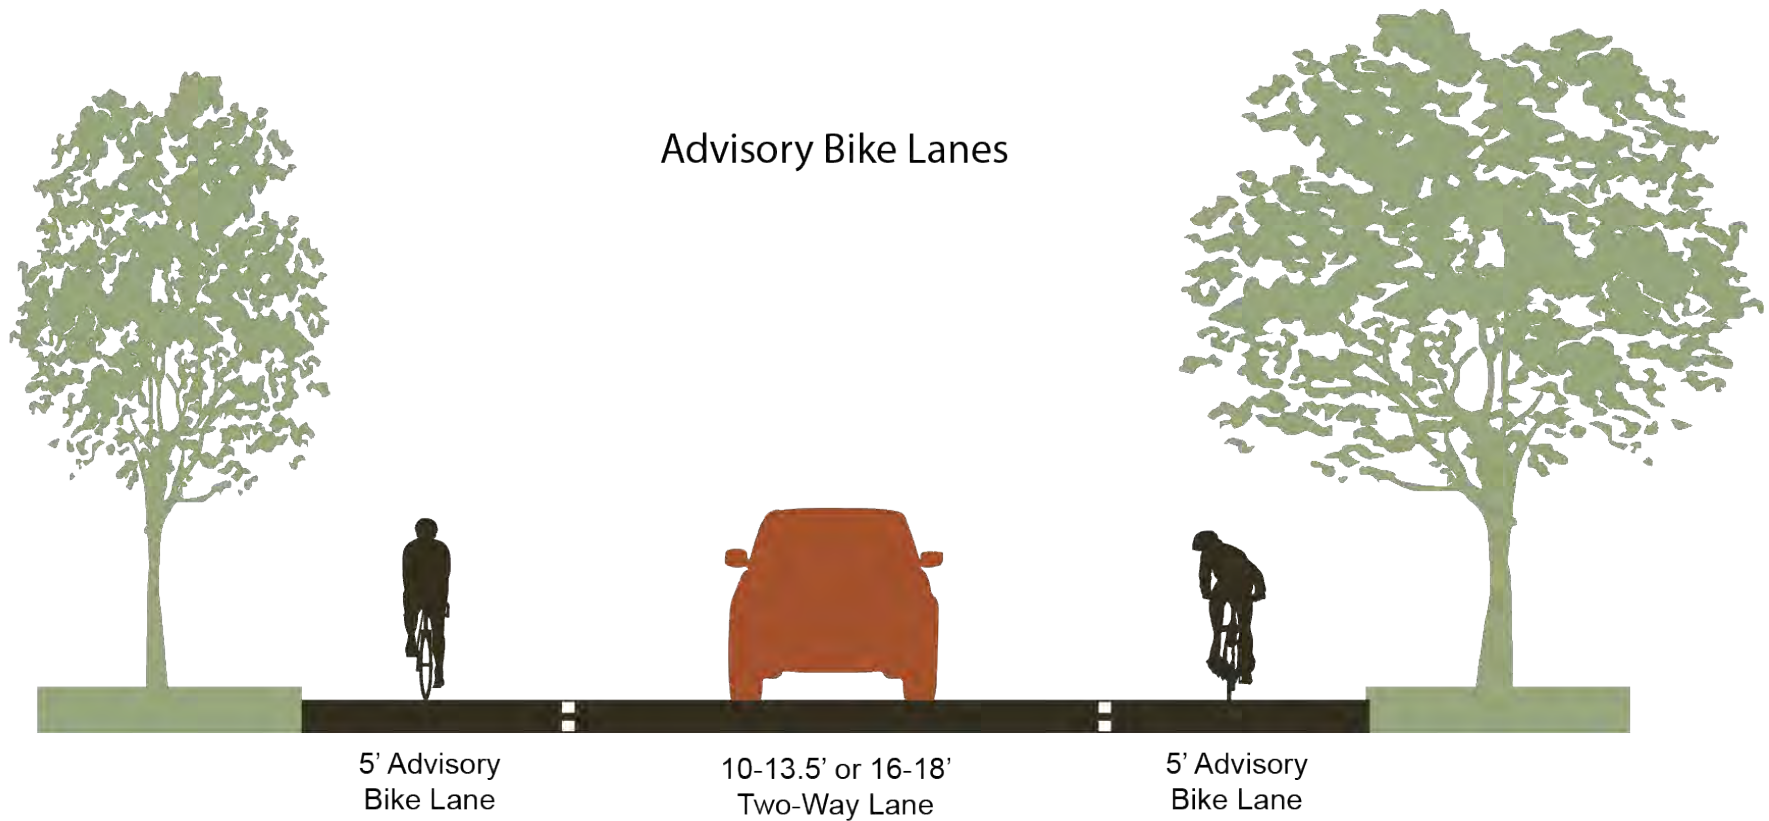 Advisory Bike Lanes
5’ Advisory
Bike Lane
10-13.5’ or 16-18’
Two-Way Lane
5’ Advisory
Bike Lane